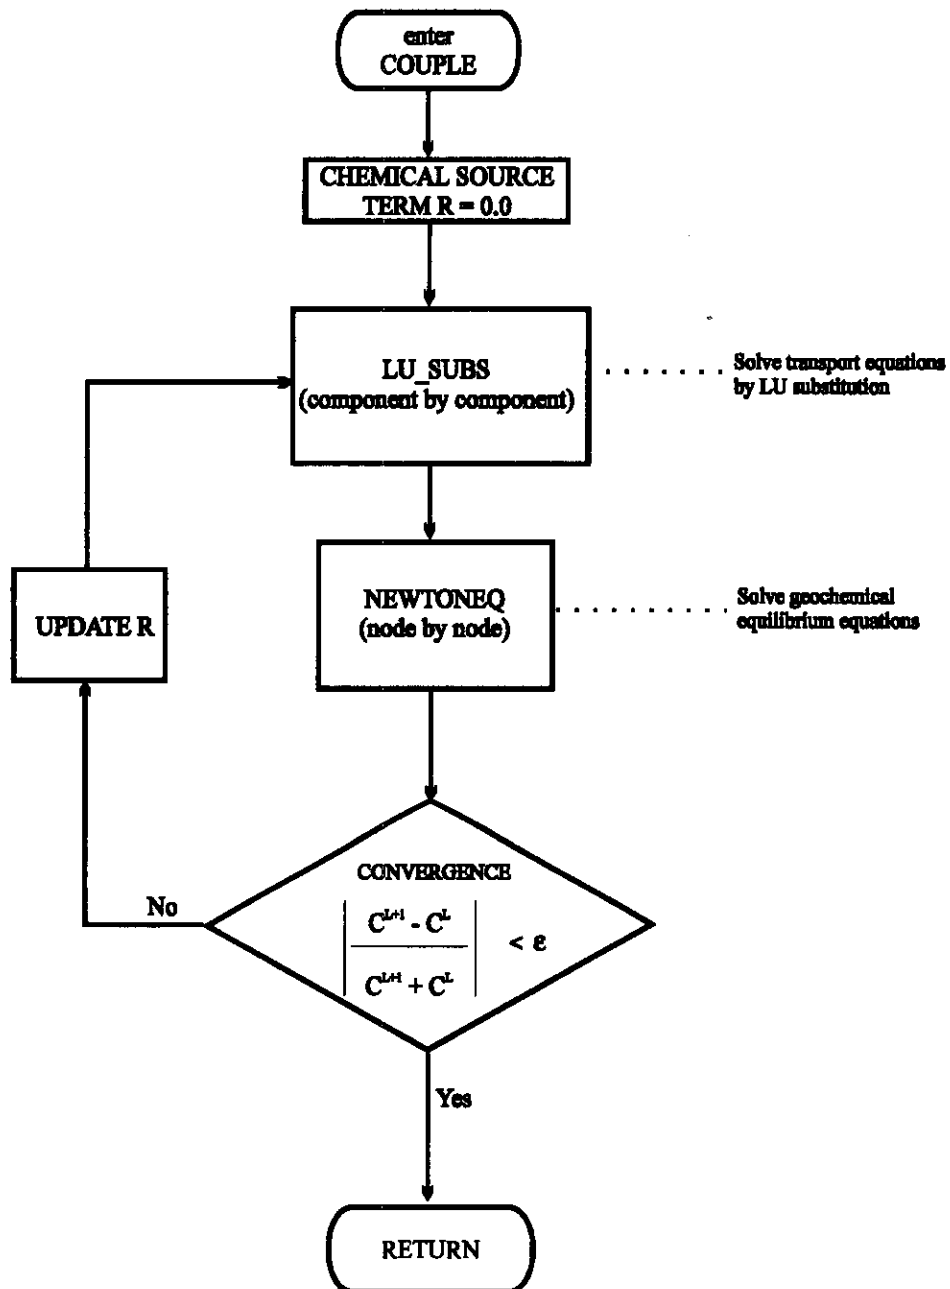 enter
COUPLE
CHEMICAL SOURCE
TERM R = 0.0
LU_SUBS
(component by component)
Solve transport equations
by LU substitution
NEWTONEQ
(node by node)
Solve geochemical
equilibrium equations
UPDATE R
CONVERGENCE
No
| (C^{L+1} - C^L) / (C^{L+1} + C^L) | < ε
Yes
RETURN